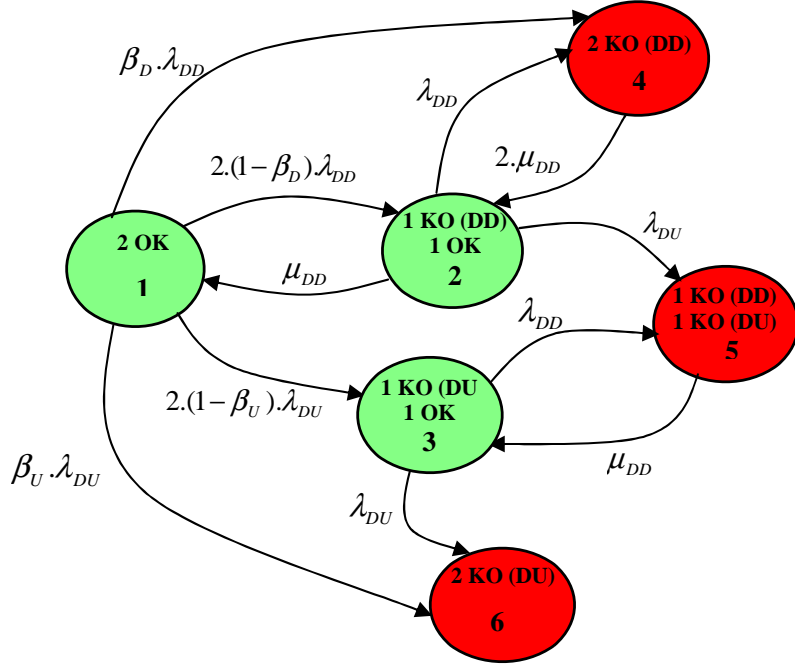 2 KO (DD)
4
β_D.λ_DD
λ_DD
2.μ_DD
2.(1-β_D).λ_DD
2 OK
1
1 KO (DD)
1 OK
2
λ_DU
μ_DD
1 KO (DD)
1 KO (DU)
5
λ_DD
2.(1-β_U).λ_DU
1 KO (DU
1 OK
3
μ_DD
β_U.λ_DU
λ_DU
2 KO (DU)
6